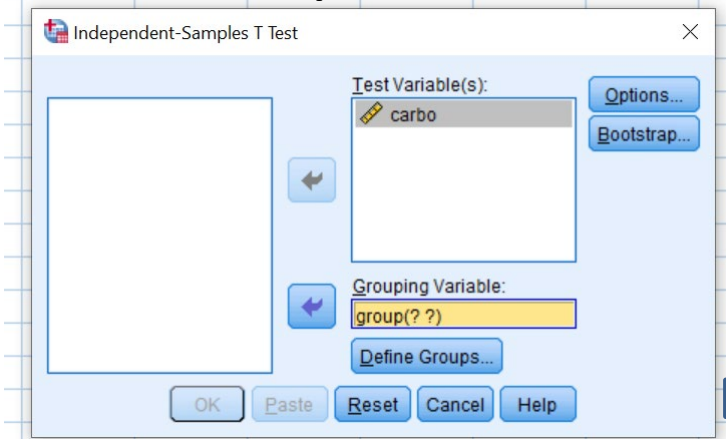 Independent-Samples T Test
Test Variable(s):
carbo
Options...
Bootstrap...
Grouping Variable:
group(? ?)
Define Groups...
OK Paste Reset Cancel Help